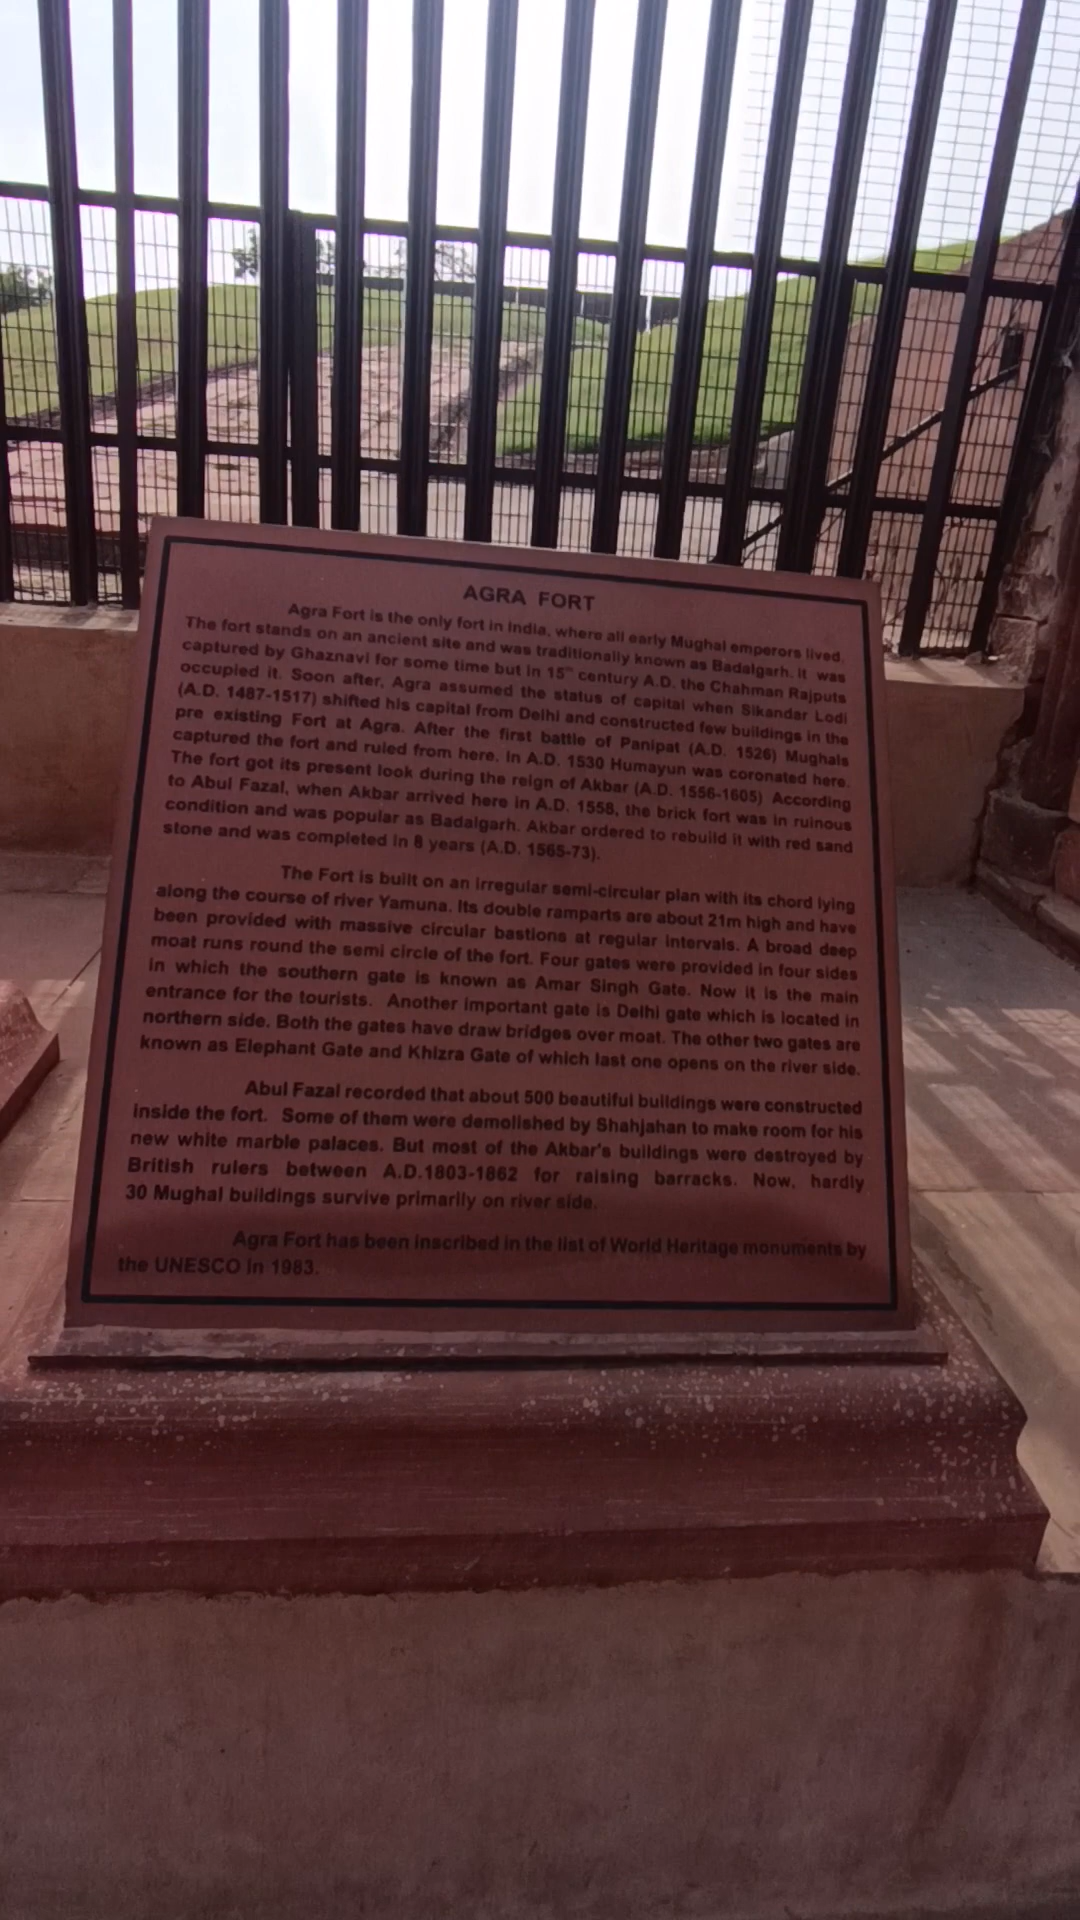 AGRA FORT
Agra Fort is the only fort in India, where all early Mughal emperors lived.
The fort stands on an ancient site and was traditionally known as Badalgarh. It was
captured by Ghaznavi for some time but in 15th century A.D. the Chahman Rajputs
occupied it. Soon after, Agra assumed the status of capital when Sikandar Lodi
(A.D. 1487-1517) shifted his capital from Delhi and constructed few buildings in the
pre existing Fort at Agra. After the first battle of Panipat (A.D. 1526) Mughals
captured the fort and ruled from here. In A.D. 1530 Humayun was coronated here.
The fort got its present look during the reign of Akbar (A.D. 1556-1605) According
to Abul Fazal, when Akbar arrived here in A.D. 1558, the brick fort was in ruinous
condition and was popular as Badalgarh. Akbar ordered to rebuild it with red sand
stone and was completed in 8 years (A.D. 1565-73).
The Fort is built on an irregular semi-circular plan with its chord lying
along the course of river Yamuna. Its double ramparts are about 21m high and have
been provided with massive circular bastions at regular intervals. A broad deep
moat runs round the semi circle of the fort. Four gates were provided in four sides
in which the southern gate is known as Amar Singh Gate. Now it is the main
entrance for the tourists. Another important gate is Delhi gate which is located in
northern side. Both the gates have draw bridges over moat. The other two gates are
known as Elephant Gate and Khizra Gate of which last one opens on the river side.
Abul Fazal recorded that about 500 beautiful buildings were constructed
inside the fort. Some of them were demolished by Shahjahan to make room for his
new white marble palaces. But most of the Akbar's buildings were destroyed by
British rulers between A.D.1803-1862 for raising barracks. Now, hardly
30 Mughal buildings survive primarily on river side.
Agra Fort has been inscribed in the list of World Heritage monuments by
the UNESCO in 1983.